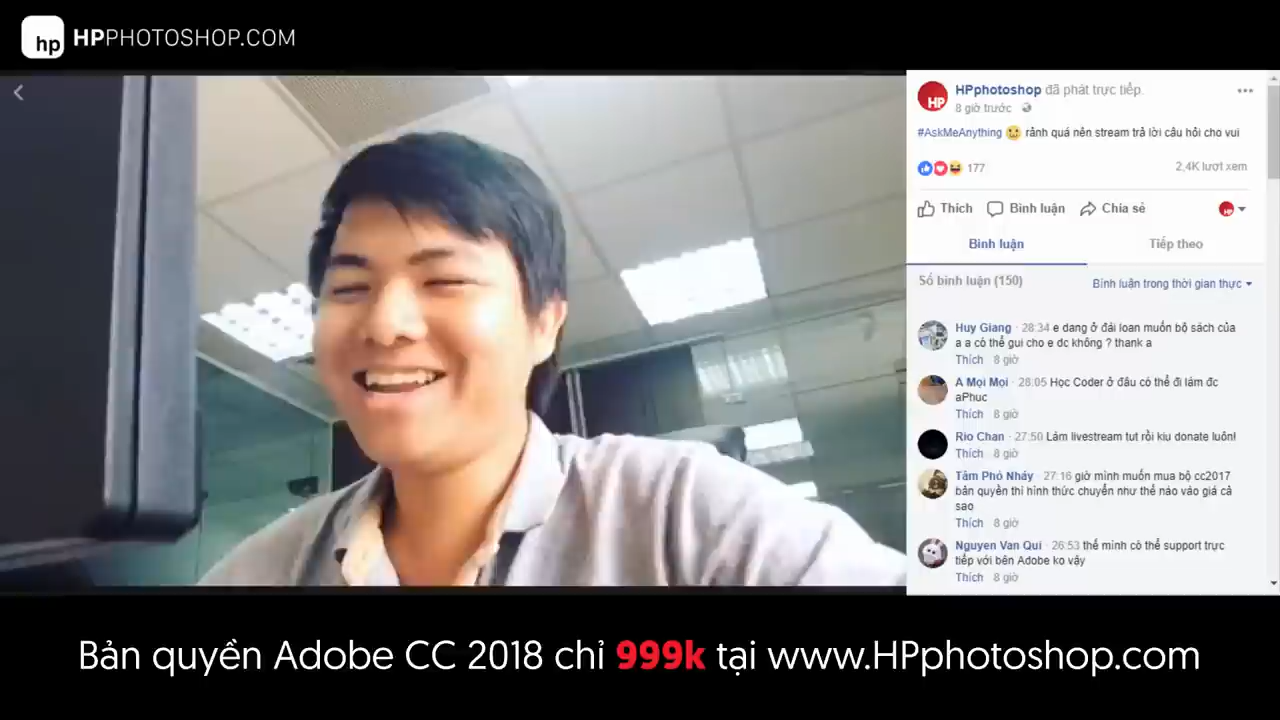 hp HPPHOTOSHOP.COM
HPphotoshop đã phát trực tiếp.
8 giờ trước
#AskMeAnything rảnh quá nên stream trả lời câu hỏi cho vui
177
2,4K lượt xem
Thích Bình luận Chia sẻ
Bình luận Tiếp theo
Số bình luận (150)
Bình luận trong thời gian thực
Huy Giang · 28:34 e dang ở đài loan muốn bộ sách của
a a có thể gui cho e dc không ? thank a
Thích 8 giờ
A Mọi Mọi · 28:05 Học Coder ở đâu có thể đi làm đc
aPhuc
Thích 8 giờ
Rio Chan · 27:50 Làm livestream tut rồi kiu donate luôn!
Thích 8 giờ
Tâm Phó Nháy · 27:16 giờ mình muốn mua bộ cc2017
bản quyền thì hình thức chuyển như thế nào vào giá cả
sao
Thích 8 giờ
Nguyen Van Quí · 26:53 thế mình có thể support trực
tiếp với bên Adobe ko vậy
Thích 8 giờ
Bản quyền Adobe CC 2018 chỉ 999k tại www.HPphotoshop.com